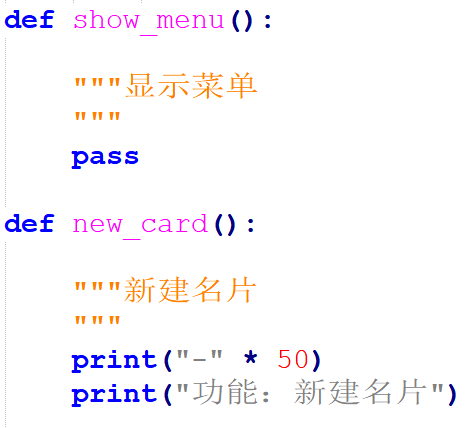 def show_menu():
    """显示菜单
    """
    pass
def new_card():
    """新建名片
    """
    print("-" * 50)
    print("功能：新建名片")